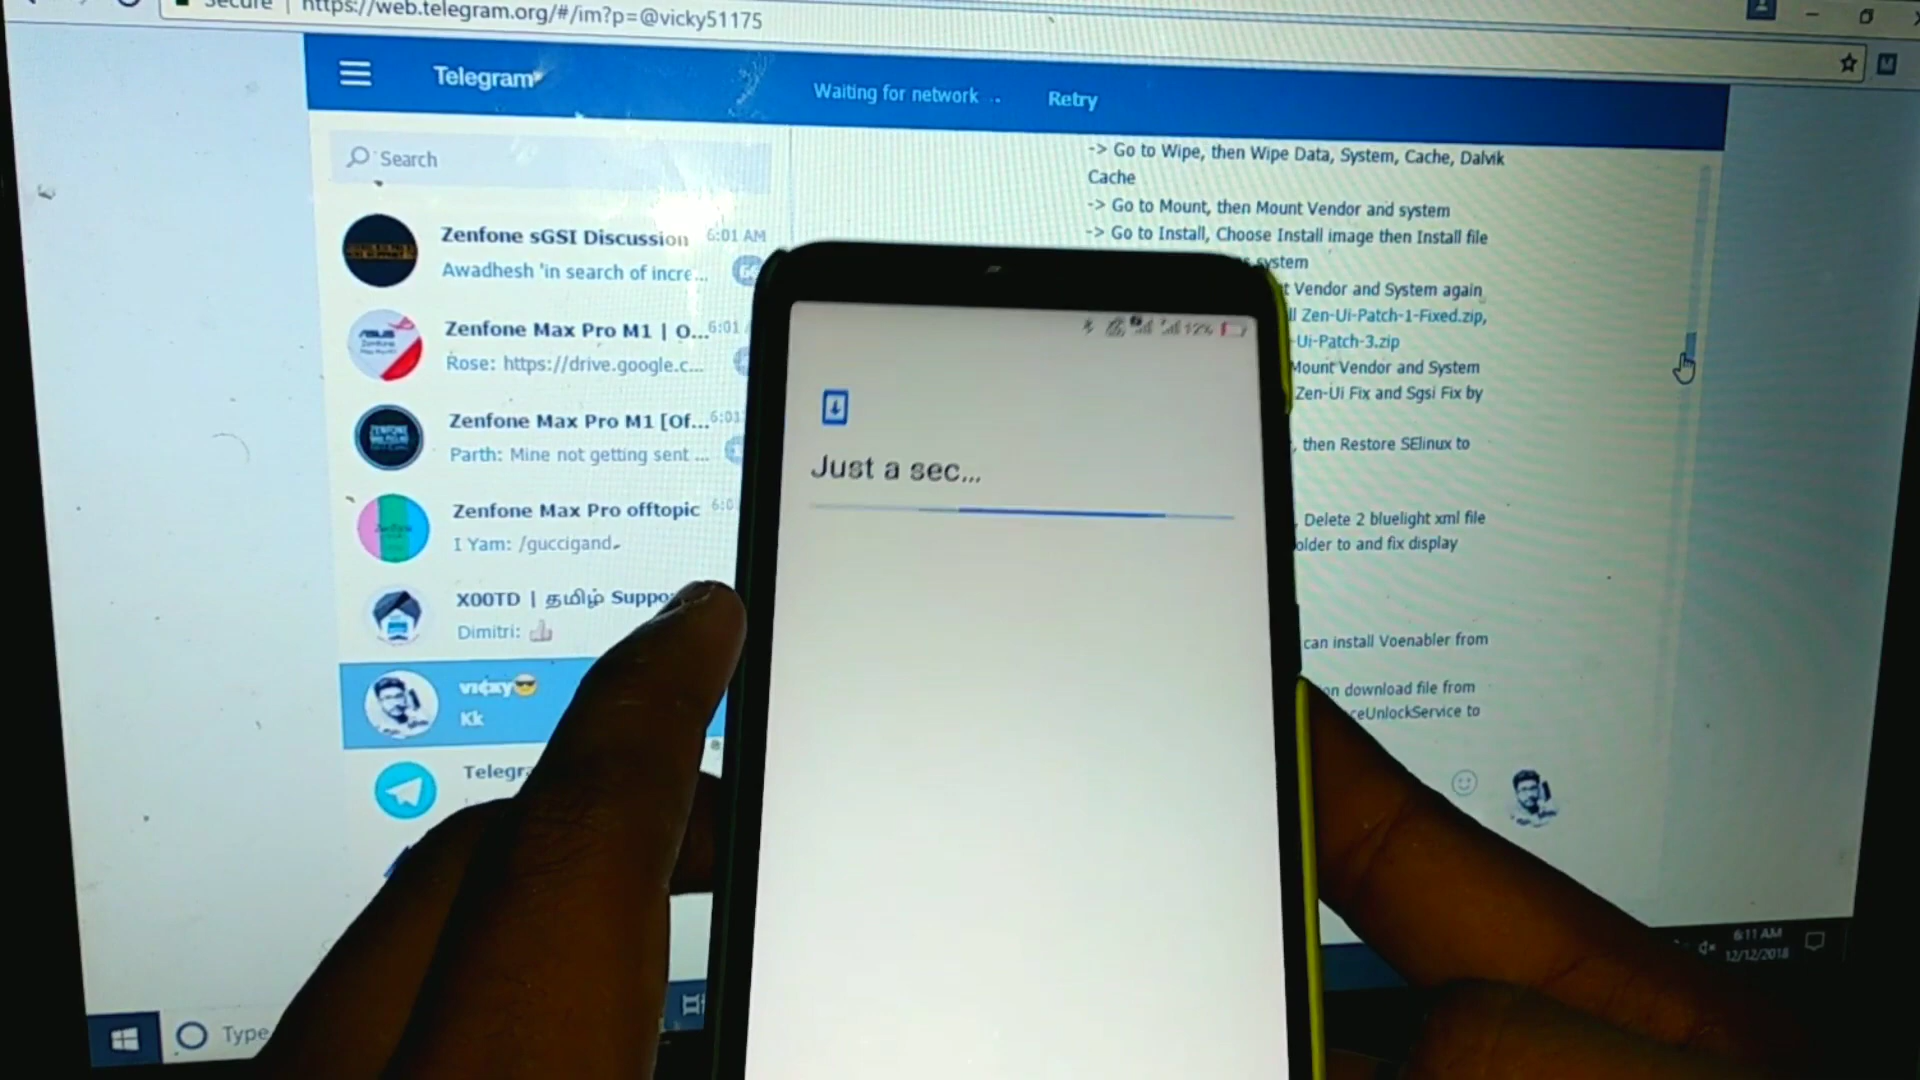 Secure | https://web.telegram.org/#/im?p=@vicky51175
Telegram
Waiting for network ..
Retry
Search
Zenfone sGSI Discussion 6:01 AM
Awadhesh 'in search of incre...
Zenfone Max Pro M1 | O... 6:01
Rose: https://drive.google.c...
Zenfone Max Pro M1 [Of... 6:01
Parth: Mine not getting sent ...
Zenfone Max Pro offtopic 6:0
I Yam: /guccigand
X00TD | தமிழ் Suppo
Dimitri: 👍
vickyy😎
Kk
Telegr
-> Go to Wipe, then Wipe Data, System, Cache, Dalvik
Cache
-> Go to Mount, then Mount Vendor and system
-> Go to Install, Choose Install image then Install file
system
t Vendor and System again
ll Zen-Ui-Patch-1-Fixed.zip,
-Ui-Patch-3.zip
Mount Vendor and System
Zen-Ui Fix and Sgsi Fix by
, then Restore SElinux to
, Delete 2 bluelight xml file
older to and fix display
can install Voenabler from
on download file from
ceUnlockService to
12%
Just a sec...
Type
6:11 AM
12/12/2018